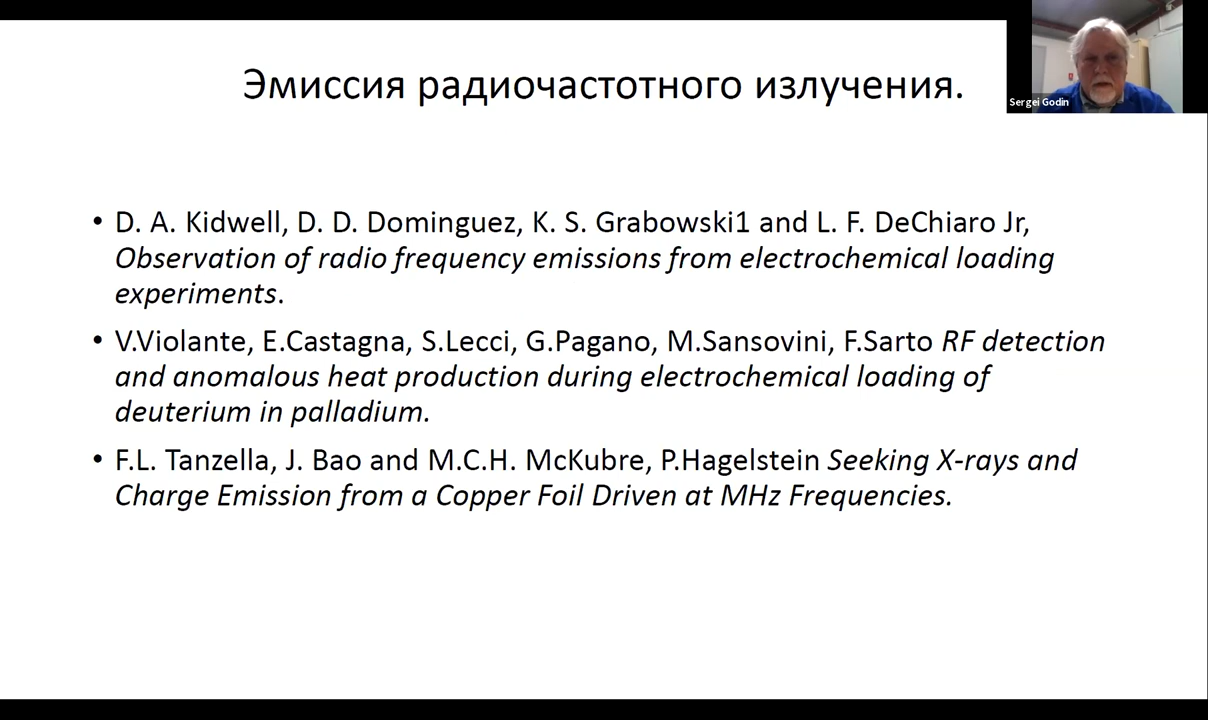 Эмиссия радиочастотного излучения.
Sergei Godin
• D. A. Kidwell, D. D. Dominguez, K. S. Grabowski1 and L. F. DeChiaro Jr,
Observation of radio frequency emissions from electrochemical loading
experiments.
• V.Violante, E.Castagna, S.Lecci, G.Pagano, M.Sansovini, F.Sarto RF detection
and anomalous heat production during electrochemical loading of
deuterium in palladium.
• F.L. Tanzella, J. Bao and M.C.H. McKubre, P.Hagelstein Seeking X-rays and
Charge Emission from a Copper Foil Driven at MHz Frequencies.